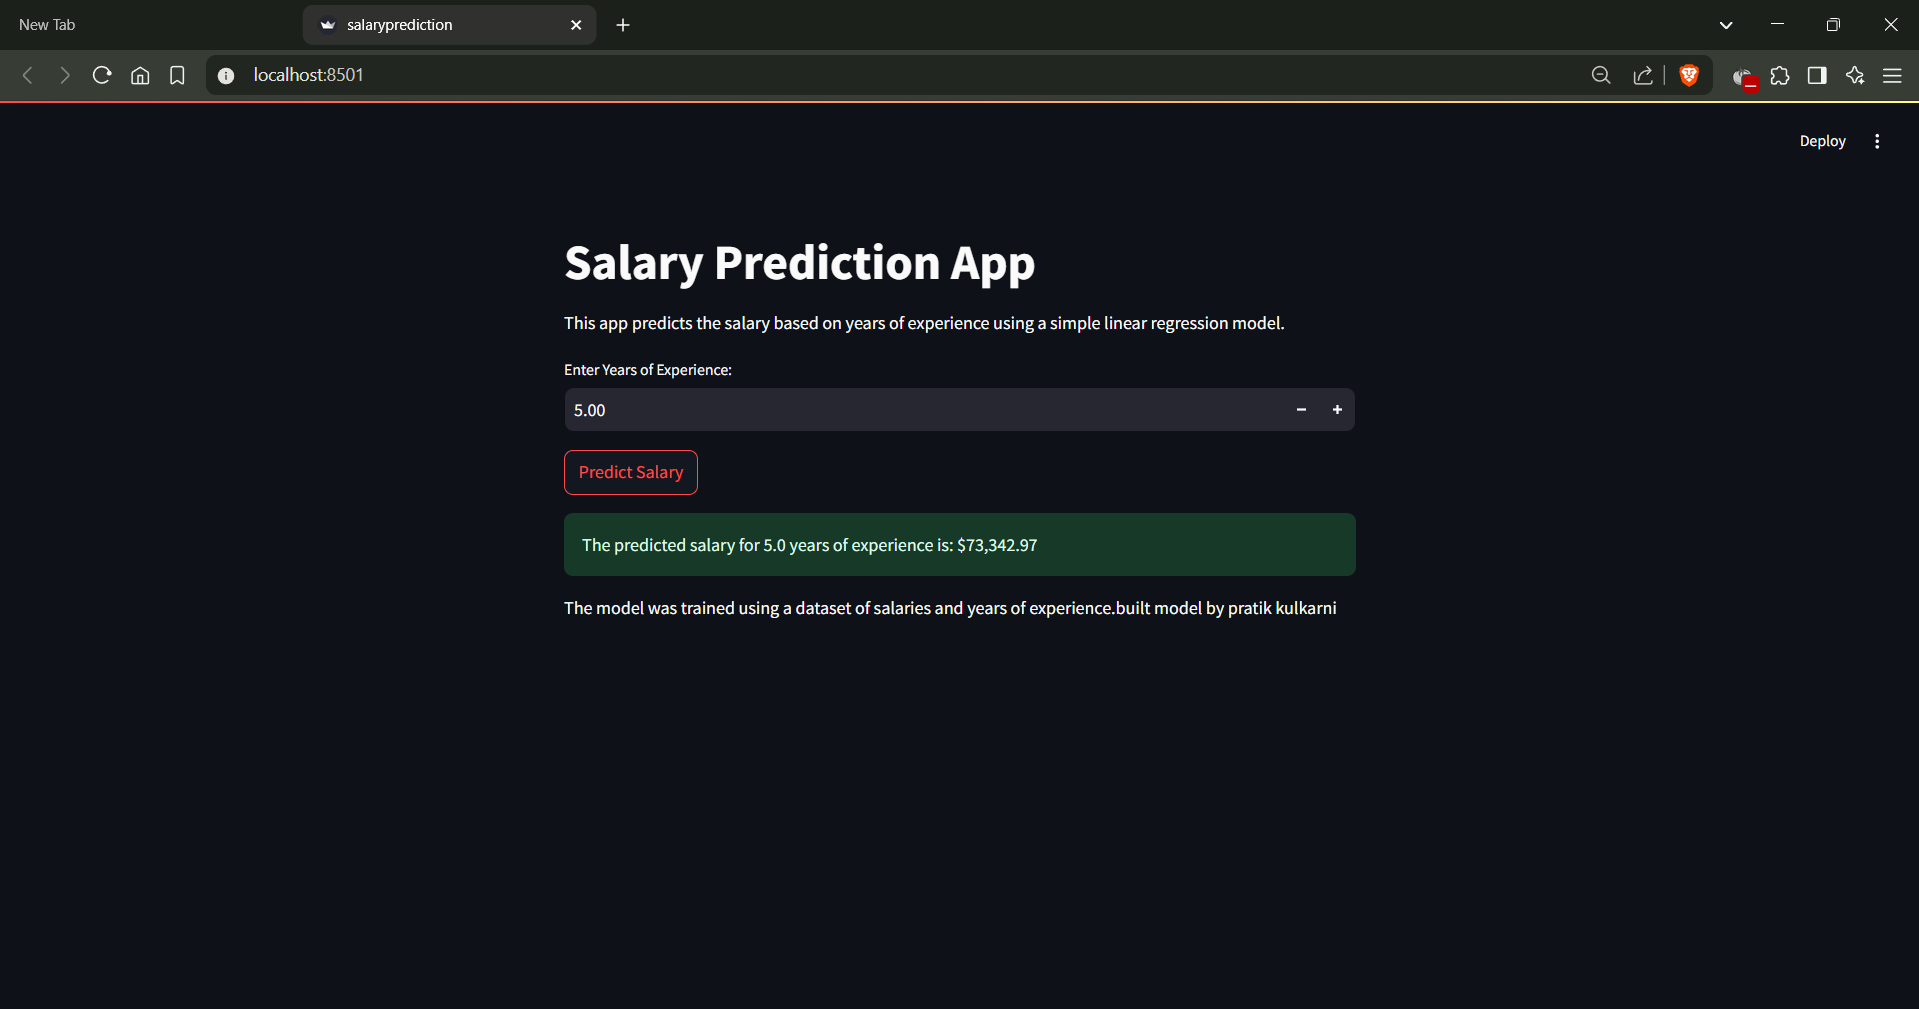 New Tab
salaryprediction
localhost:8501
Deploy
Salary Prediction App
This app predicts the salary based on years of experience using a simple linear regression model.
Enter Years of Experience:
5.00
Predict Salary
The predicted salary for 5.0 years of experience is: $73,342.97
The model was trained using a dataset of salaries and years of experience.built model by pratik kulkarni